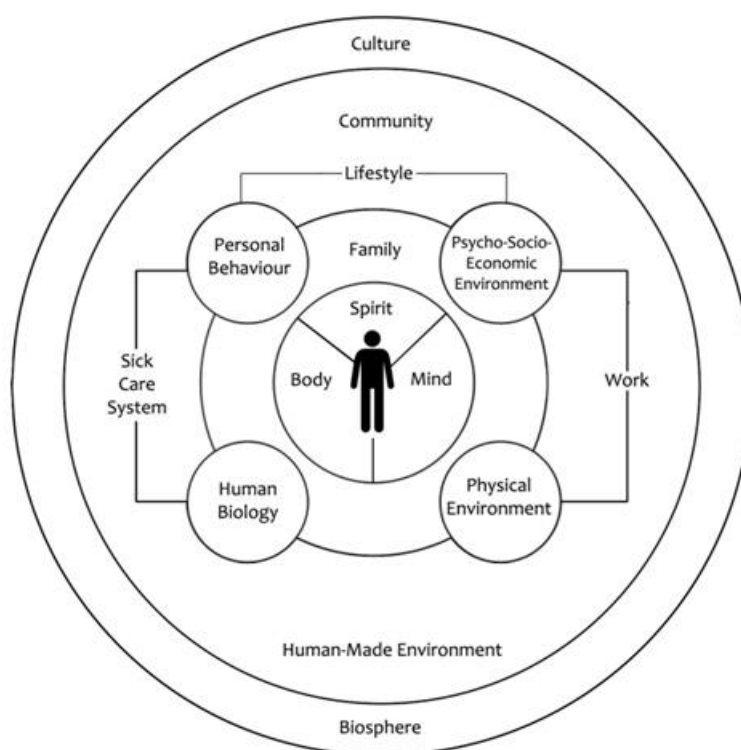 Culture
Community
Lifestyle
Personal
Behaviour
Family
Psycho-Socio-
Economic
Environment
Spirit
Body
Mind
Sick
Care
System
Work
Human
Biology
Physical
Environment
Human-Made Environment
Biosphere